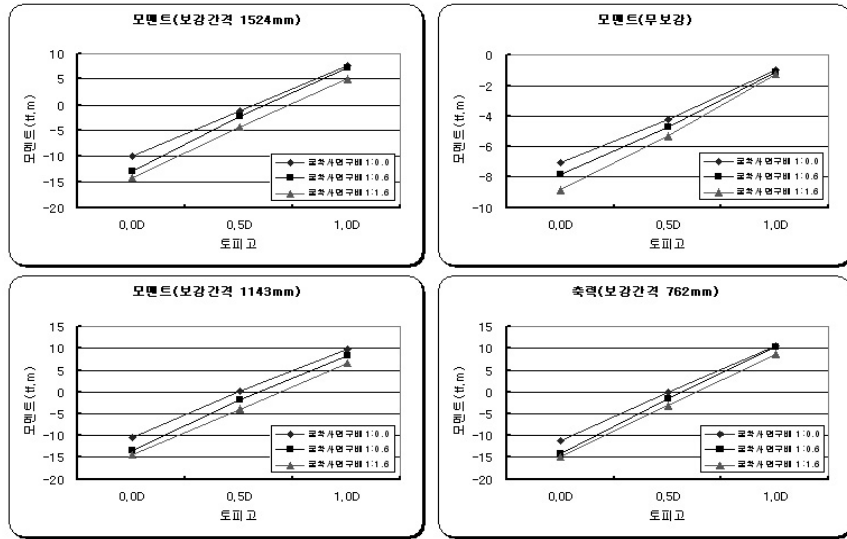 모멘트(보강간격 1524mm)
10
5
0
-5
-10
-15
-20
모멘트(tf.m)
0.0D
0.5D
1.0D
토피고
굴착사면구배 1:0.0
굴착사면구배 1:0.6
굴착사면구배 1:1.6
모멘트(무보강)
0
-2
-4
-6
-8
-10
모멘트(tf.m)
0.0D
0.5D
1.0D
토피고
굴착사면구배 1:0.0
굴착사면구배 1:0.6
굴착사면구배 1:1.6
모멘트(보강간격 1143mm)
15
10
5
0
-5
-10
-15
-20
모멘트(tf.m)
0.0D
0.5D
1.0D
토피고
굴착사면구배 1:0.0
굴착사면구배 1:0.6
굴착사면구배 1:1.6
축력(보강간격 762mm)
15
10
5
0
-5
-10
-15
-20
모멘트(tf.m)
0.0D
0.5D
1.0D
토피고
굴착사면구배 1:0.0
굴착사면구배 1:0.6
굴착사면구배 1:1.6